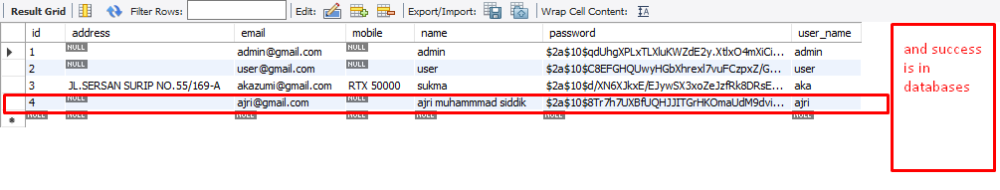 Result Grid Filter Rows: Edit: Export/Import: Wrap Cell Content: IA
id address email mobile name password user_name
1 NULL admin@gmail.com NULL admin $2a$10$qdUhgXPLxTLXluKWZdE2y.XtlxO4mXiCi... admin
2 NULL user@gmail.com NULL user $2a$10$C8EFGHQUwyHGbXhrexl7vuFCzpxZ/G... user
3 JL.SERSAN SURIP NO.55/169-A akazumi@gmail.com RTX 50000 sukma $2a$10$d/XN6XJkxE/EJywSX3xoZeJzfRk8DRsE... aka
4 NULL ajri@gmail.com NULL ajri muhammmad siddik $2a$10$8Tr7h7UXBfUQHJJITGrHKOmaUdM9dvi... ajri
NULL NULL NULL NULL NULL NULL NULL
and success
is in
databases